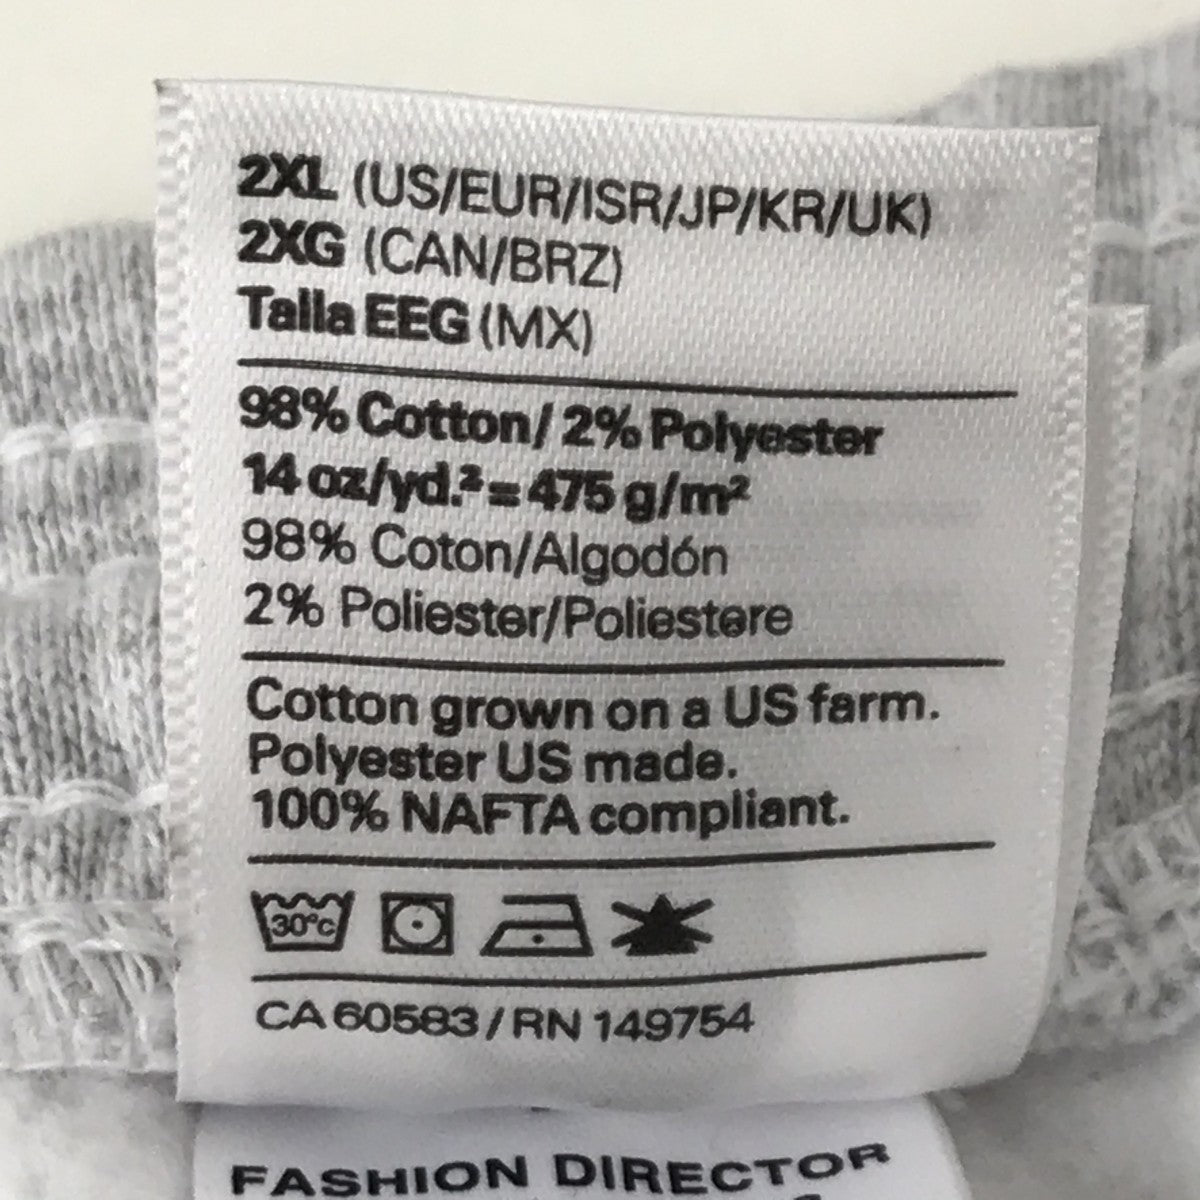 2XL (US/EUR/ISR/JP/KR/UK)
2XG (CAN/BRZ)
Talla EEG (MX)
98% Cotton/ 2% Polyester
14 oz/yd.² = 475 g/m²
98% Coton/Algodón
2% Poliester/Poliestere
Cotton grown on a US farm.
Polyester US made.
100% NAFTA compliant.
30°c
CA 60583 / RN 149754
FASHION DIRECTOR